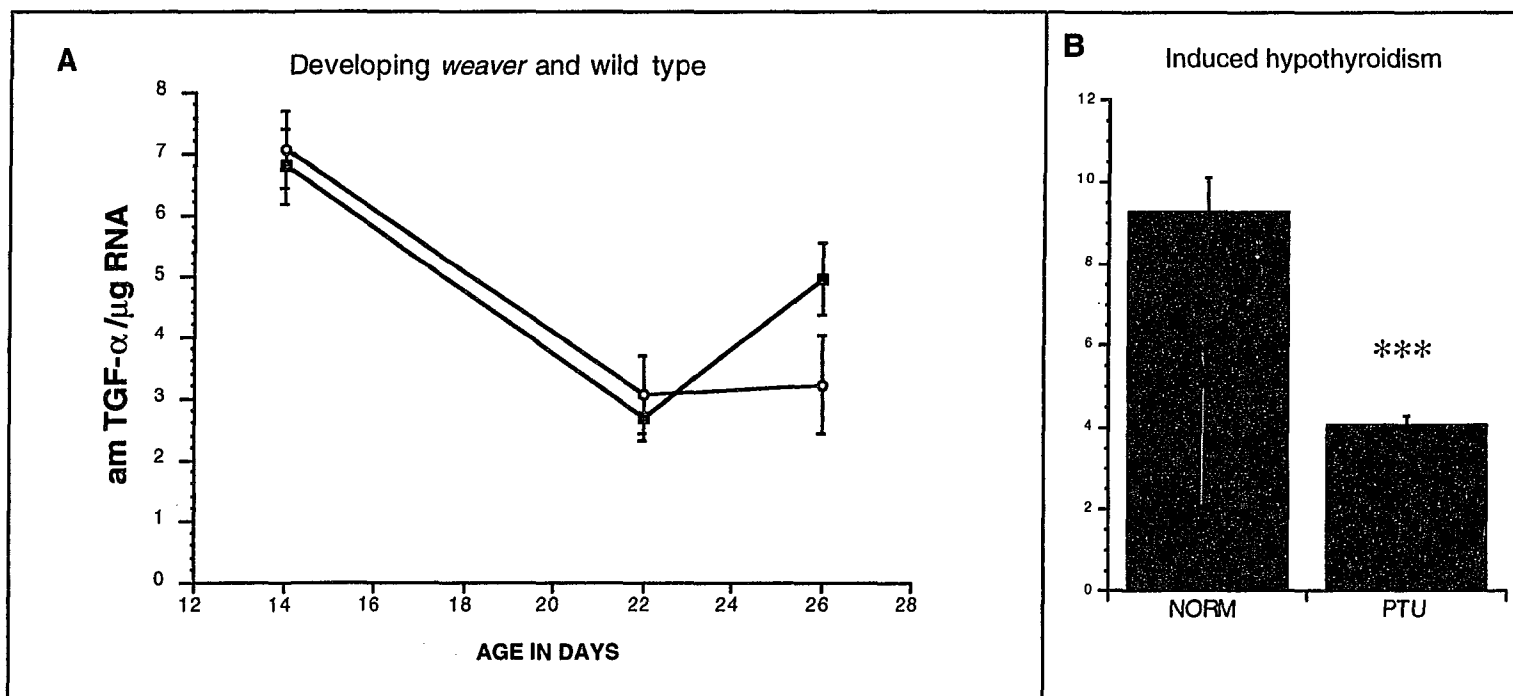 A
Developing weaver and wild type
am TGF-α /μg RNA
8
7
6
5
4
3
2
1
0
12 14 16 18 20 22 24 26 28
AGE IN DAYS
B
Induced hypothyroidism
12
10
8
6
4
2
0
***
NORM PTU